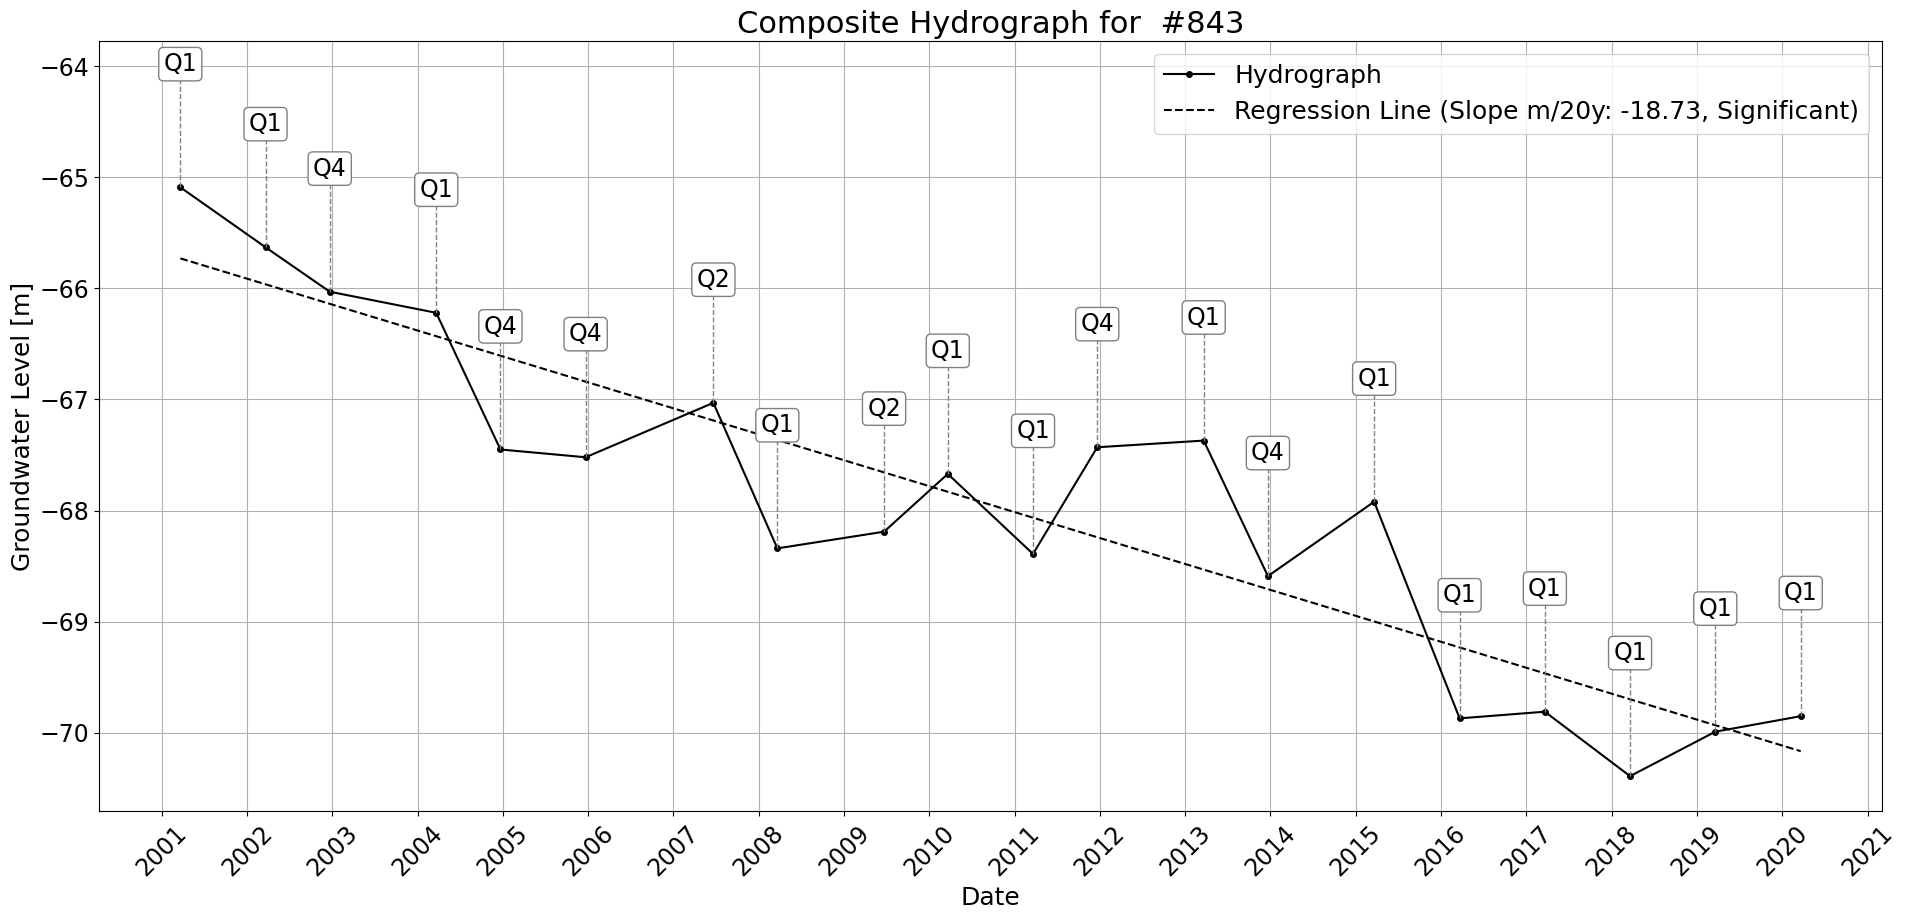 Composite Hydrograph for  #843
Hydrograph
Regression Line (Slope m/20y: -18.73, Significant)
Groundwater Level [m]
−64
−65
−66
−67
−68
−69
−70
Q1
Q1
Q4
Q1
Q4
Q4
Q2
Q1
Q2
Q1
Q1
Q4
Q1
Q4
Q1
Q1
Q1
Q1
Q1
Q1
2001
2002
2003
2004
2005
2006
2007
2008
2009
2010
2011
2012
2013
2014
2015
2016
2017
2018
2019
2020
2021
Date